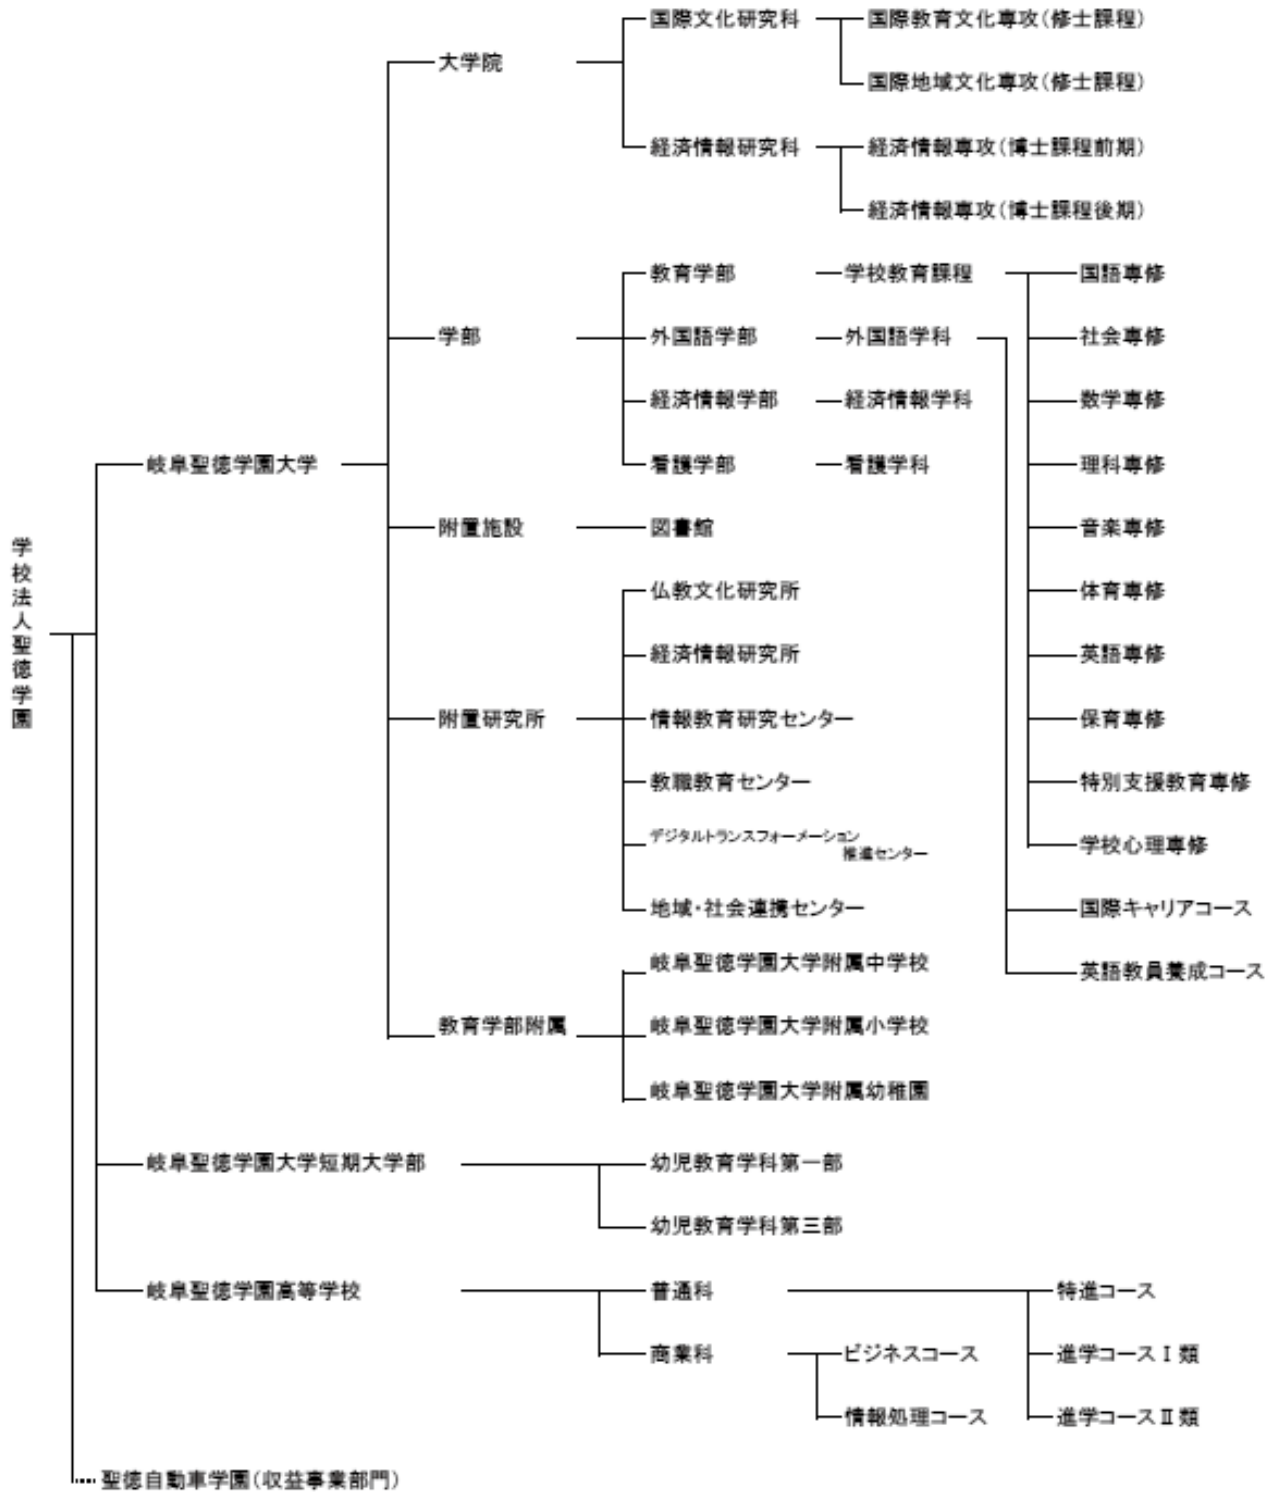 学校法人聖徳学園
岐阜聖徳学園大学
大学院
国際文化研究科
国際教育文化専攻(修士課程)
国際地域文化専攻(修士課程)
経済情報研究科
経済情報専攻(博士課程前期)
経済情報専攻(博士課程後期)
学部
教育学部
学校教育課程
国語専修
社会専修
数学専修
理科専修
音楽専修
体育専修
英語専修
保育専修
特別支援教育専修
学校心理専修
外国語学部
外国語学科
国際キャリアコース
英語教員養成コース
経済情報学部
経済情報学科
看護学部
看護学科
附置施設
図書館
附置研究所
仏教文化研究所
経済情報研究所
情報教育研究センター
教職教育センター
デジタルトランスフォーメーション
推進センター
地域・社会連携センター
教育学部附属
岐阜聖徳学園大学附属中学校
岐阜聖徳学園大学附属小学校
岐阜聖徳学園大学附属幼稚園
岐阜聖徳学園大学短期大学部
幼児教育学科第一部
幼児教育学科第三部
岐阜聖徳学園高等学校
普通科
特進コース
進学コースⅠ類
進学コースⅡ類
商業科
ビジネスコース
情報処理コース
聖徳自動車学園(収益事業部門)